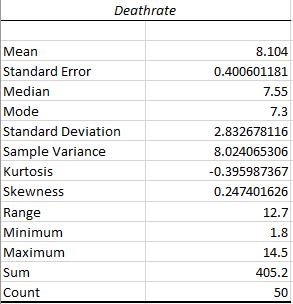 Deathrate
Mean 8.104
Standard Error 0.400601181
Median 7.55
Mode 7.3
Standard Deviation 2.832678116
Sample Variance 8.024065306
Kurtosis -0.395987367
Skewness 0.247401626
Range 12.7
Minimum 1.8
Maximum 14.5
Sum 405.2
Count 50